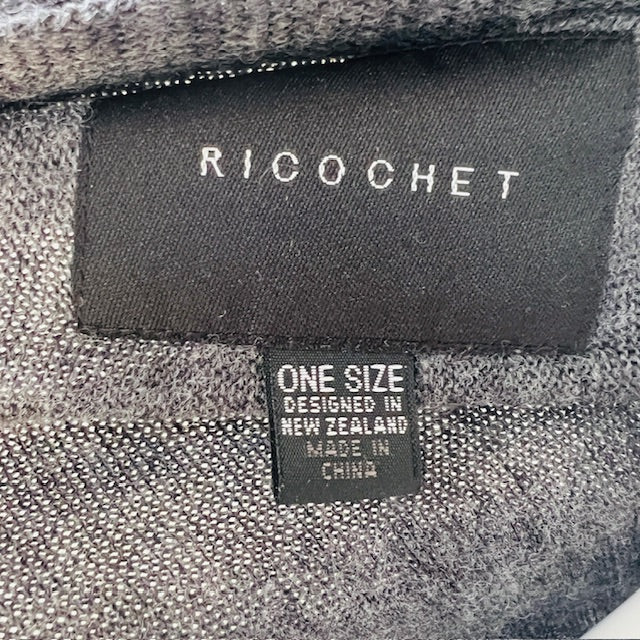 RICOCHET
ONE SIZE
DESIGNED IN
NEW ZEALAND
MADE IN
CHINA